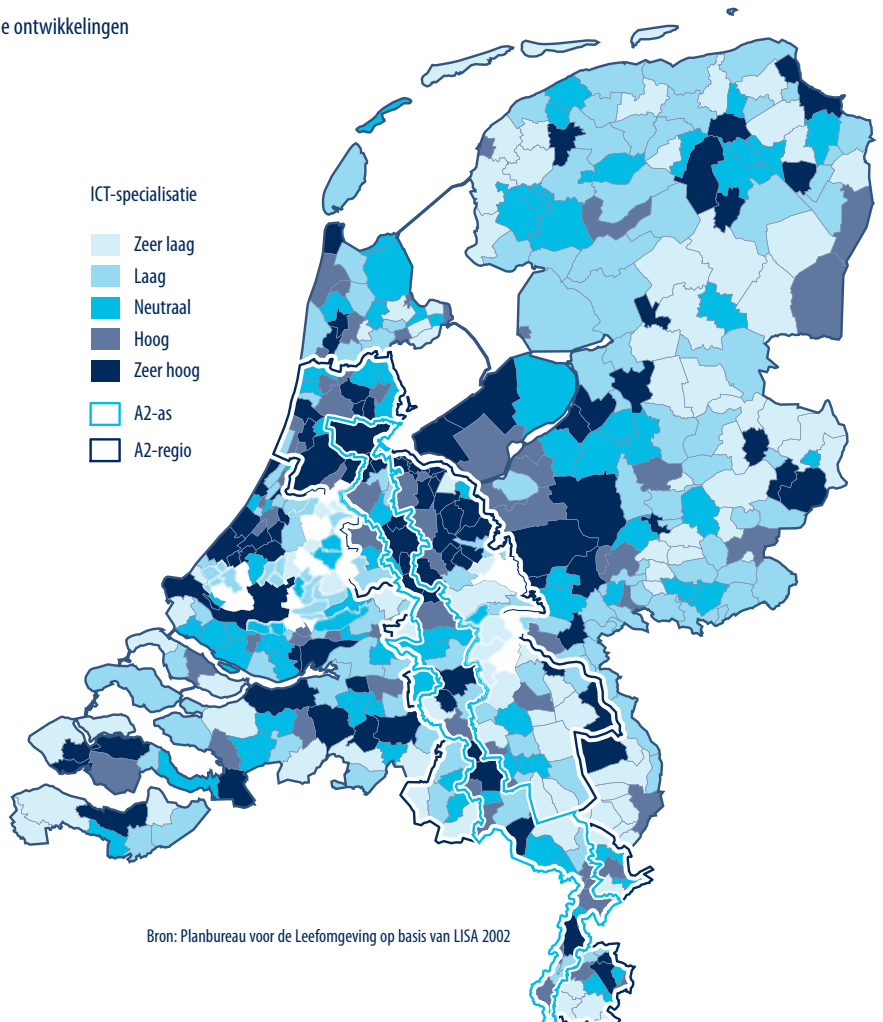 e ontwikkelingen
ICT-specialisatie
Zeer laag
Laag
Neutraal
Hoog
Zeer hoog
A2-as
A2-regio
Bron: Planbureau voor de Leefomgeving op basis van LISA 2002